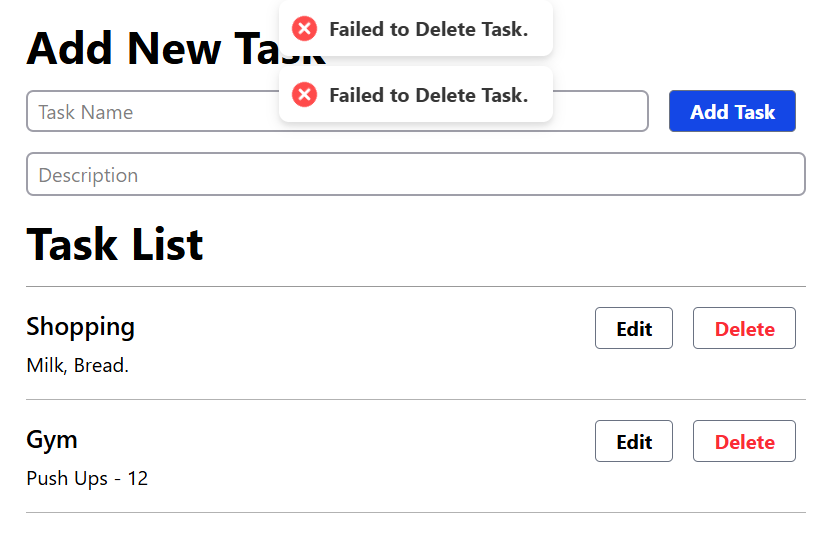 Failed to Delete Task.
Add New Task
Failed to Delete Task.
Task Name
Add Task
Description
Task List
Shopping
Edit
Delete
Milk, Bread.
Gym
Edit
Delete
Push Ups - 12